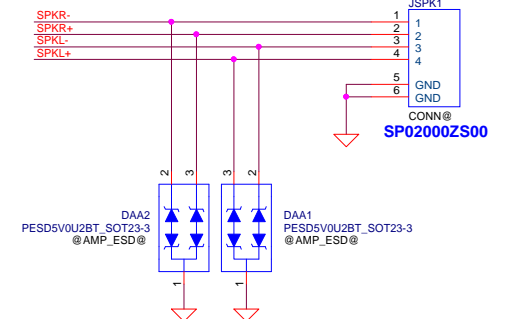 JSPK1
SPKR- 1 1
SPKR+ 2 2
SPKL- 3 3
SPKL+ 4 4
5 GND
6 GND
CONN@
SP02000ZS00
2 3 3 2
DAA2 DAA1
PESD5V0U2BT_SOT23-3 PESD5V0U2BT_SOT23-3
@AMP_ESD@ @AMP_ESD@
1 1